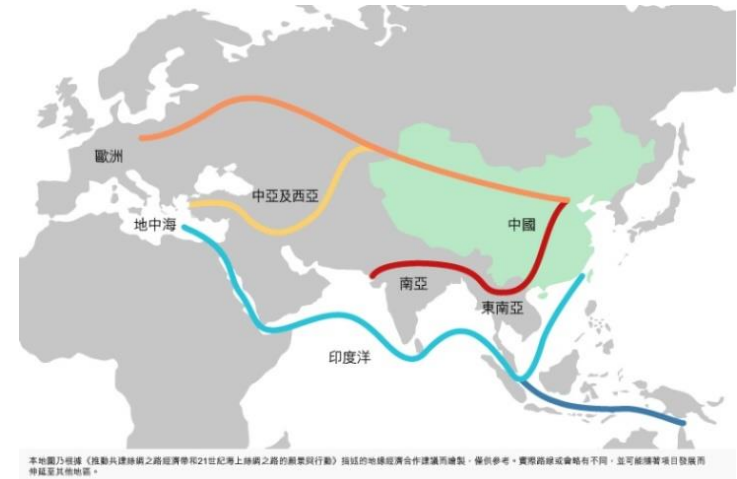 歐洲
中亞及西亞
地中海
中國
南亞
東南亞
印度洋
本地圖乃根據《推動共建絲綢之路經濟帶和21世紀海上絲綢之路的願景與行動》描述的地緣經濟合作建議而繪製，僅供參考。實際路線或會略有不同，並可能隨著項目發展而
伸延至其他地區。